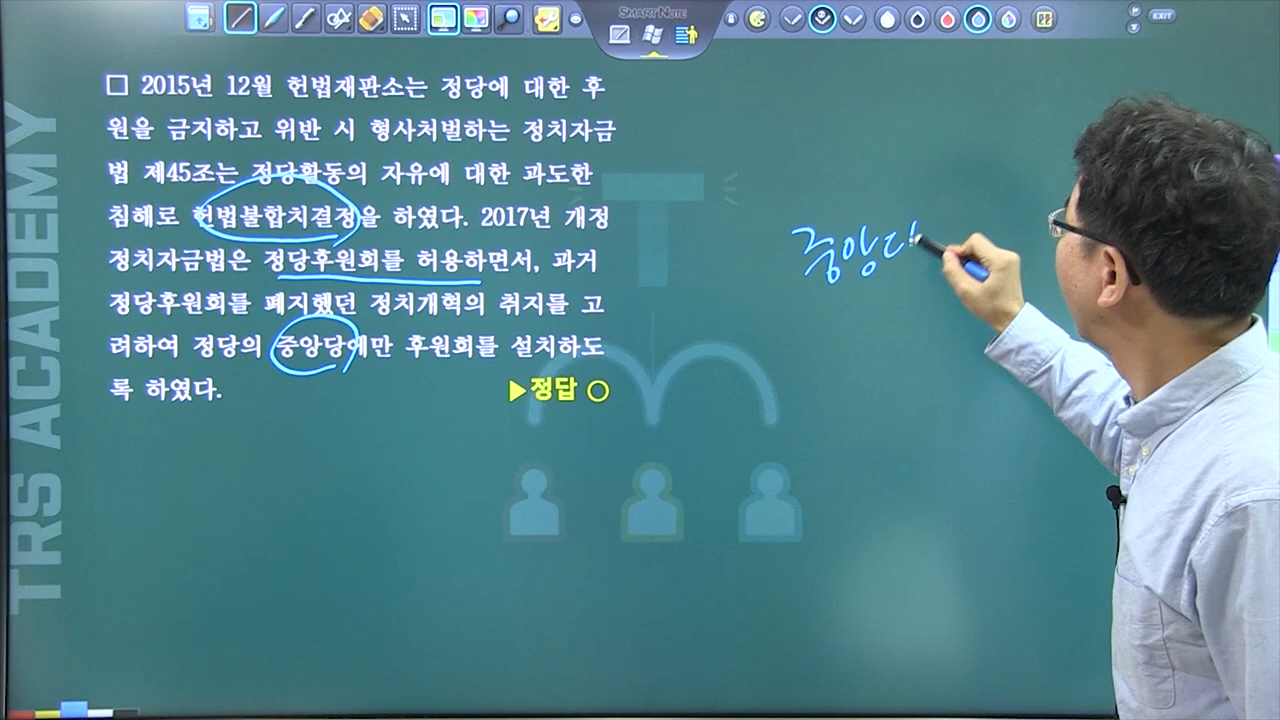 SMART NOTE
EXIT
□ 2015년 12월 헌법재판소는 정당에 대한 후
원을 금지하고 위반 시 형사처벌하는 정치자금
법 제45조는 정당활동의 자유에 대한 과도한
침해로 헌법불합치결정을 하였다. 2017년 개정
정치자금법은 정당후원회를 허용하면서, 과거
정당후원회를 폐지했던 정치개혁의 취지를 고
려하여 정당의 중앙당에만 후원회를 설치하도
록 하였다.
▶정답 ○
중앙다
TRS ACADEMY